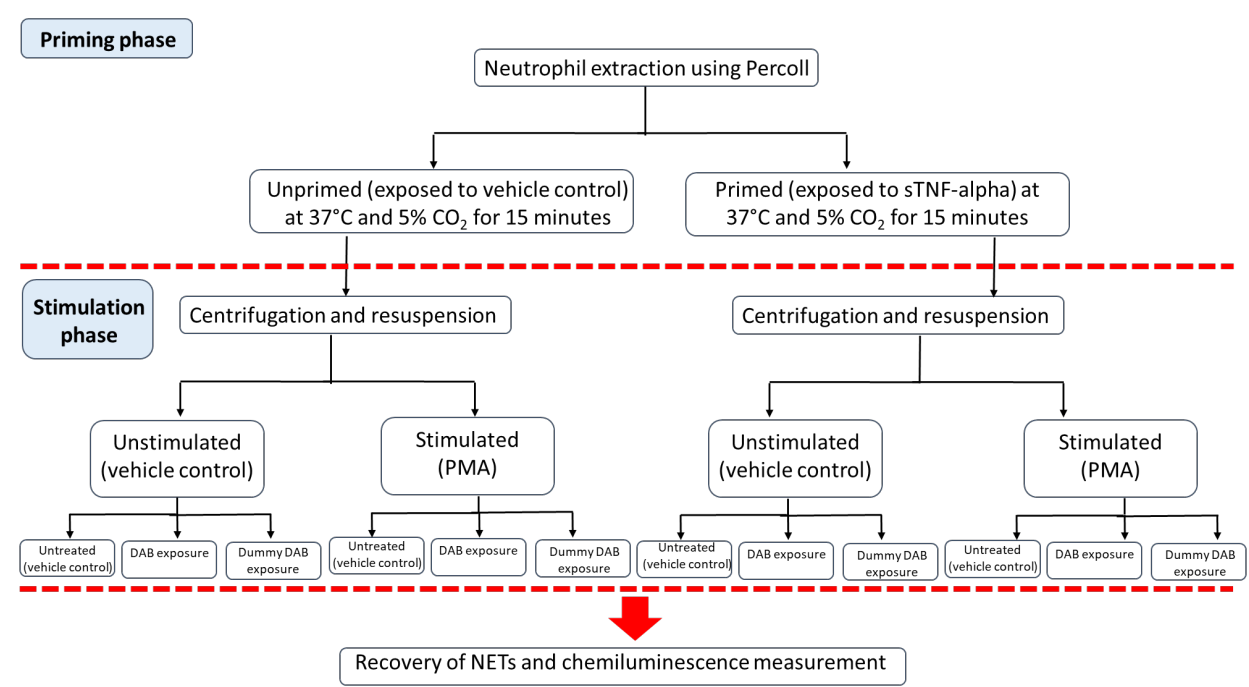 Priming phase
Neutrophil extraction using Percoll
Unprimed (exposed to vehicle control)
at 37°C and 5% CO₂ for 15 minutes
Primed (exposed to sTNF-alpha) at
37°C and 5% CO₂ for 15 minutes
Stimulation
phase
Centrifugation and resuspension
Centrifugation and resuspension
Unstimulated
(vehicle control)
Stimulated
(PMA)
Unstimulated
(vehicle control)
Stimulated
(PMA)
Untreated
(vehicle control)
DAB exposure
Dummy DAB
exposure
Untreated
(vehicle control)
DAB exposure
Dummy DAB
exposure
Untreated
(vehicle control)
DAB exposure
Dummy DAB
exposure
Untreated
(vehicle control)
DAB exposure
Dummy DAB
exposure
Recovery of NETs and chemiluminescence measurement